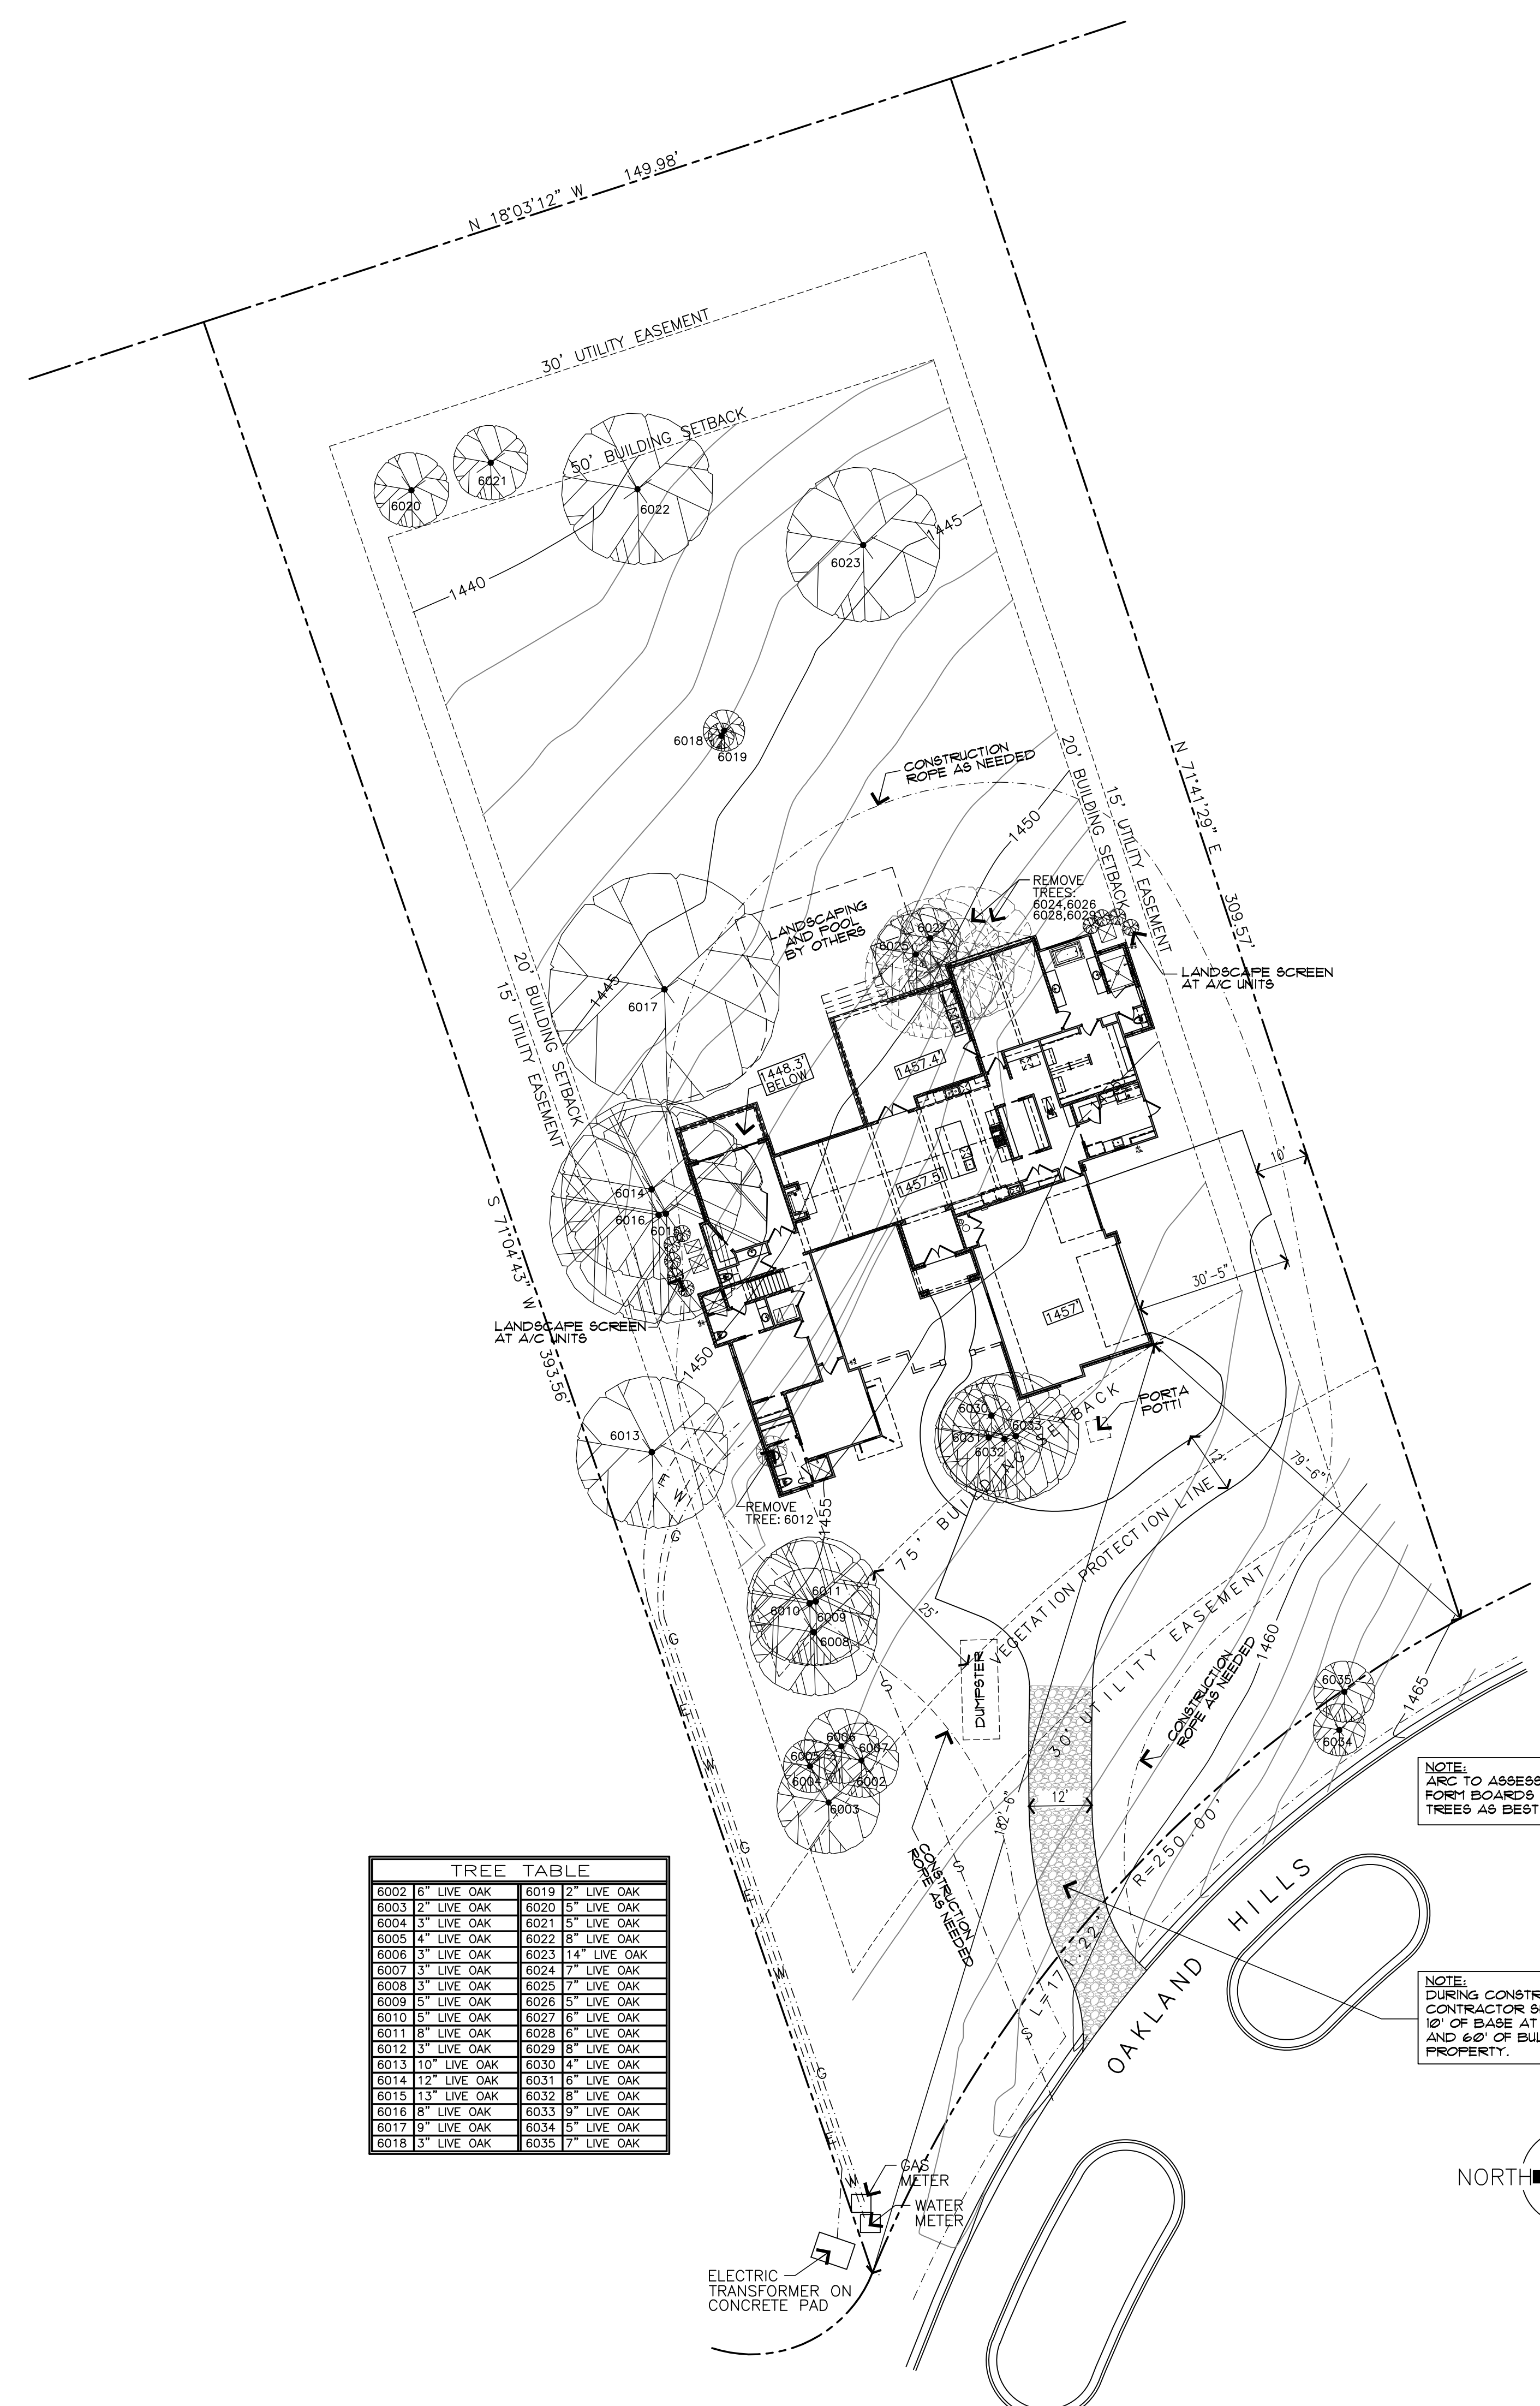 N 18°03'12" W 149.98'
30' UTILITY EASEMENT
50' BUILDING SETBACK
6020
6021
6022
6023
1440
1445
6018
6019
CONSTRUCTION
ROPE AS NEEDED
20' BUILDING SETBACK
15' UTILITY EASEMENT
N 71°41'29" E 309.57'
1450
REMOVE
TREES:
6024,6026
6028,6029
LANDSCAPING
AND POOL
BY OTHERS
6025
6027
LANDSCAPE SCREEN
AT A/C UNITS
20' BUILDING SETBACK
15' UTILITY EASEMENT
1445
6017
1448.3'
BELOW
1457.4'
1457.5'
1457'
10'
30'-5"
6014
6016
6015
S 71°04'43" W 393.56'
LANDSCAPE SCREEN
AT A/C UNITS
1450
6013
E
W
G
REMOVE
TREE: 6012
1455
6030
6031
6032
6033
PORTA
POTTI
75' BUILDING SETBACK
12'
79'-6"
VEGETATION PROTECTION LINE
25'
6011
6010
6009
6008
DUMPSTER
30' UTILITY EASEMENT
CONSTRUCTION
ROPE AS NEEDED
1460
1465
6035
6034
6006
6005
6007
6004
6002
6003
S
S
S
G
E
W
G
E
W
G
E
W
182'-6"
12'
CONSTRUCTION
ROPE AS NEEDED
R=250.00'
L=171.22'
OAKLAND HILLS
NOTE:
ARC TO ASSESS
FORM BOARDS
TREES AS BEST
NOTE:
DURING CONSTR
CONTRACTOR S
10' OF BASE AT
AND 60' OF BUL
PROPERTY.
NORTH
TREE TABLE
6002 6" LIVE OAK 6019 2" LIVE OAK
6003 2" LIVE OAK 6020 5" LIVE OAK
6004 3" LIVE OAK 6021 5" LIVE OAK
6005 4" LIVE OAK 6022 8" LIVE OAK
6006 3" LIVE OAK 6023 14" LIVE OAK
6007 3" LIVE OAK 6024 7" LIVE OAK
6008 3" LIVE OAK 6025 7" LIVE OAK
6009 5" LIVE OAK 6026 5" LIVE OAK
6010 5" LIVE OAK 6027 6" LIVE OAK
6011 8" LIVE OAK 6028 6" LIVE OAK
6012 3" LIVE OAK 6029 8" LIVE OAK
6013 10" LIVE OAK 6030 4" LIVE OAK
6014 12" LIVE OAK 6031 6" LIVE OAK
6015 13" LIVE OAK 6032 8" LIVE OAK
6016 8" LIVE OAK 6033 9" LIVE OAK
6017 9" LIVE OAK 6034 5" LIVE OAK
6018 3" LIVE OAK 6035 7" LIVE OAK
GAS
METER
WATER
METER
ELECTRIC
TRANSFORMER ON
CONCRETE PAD